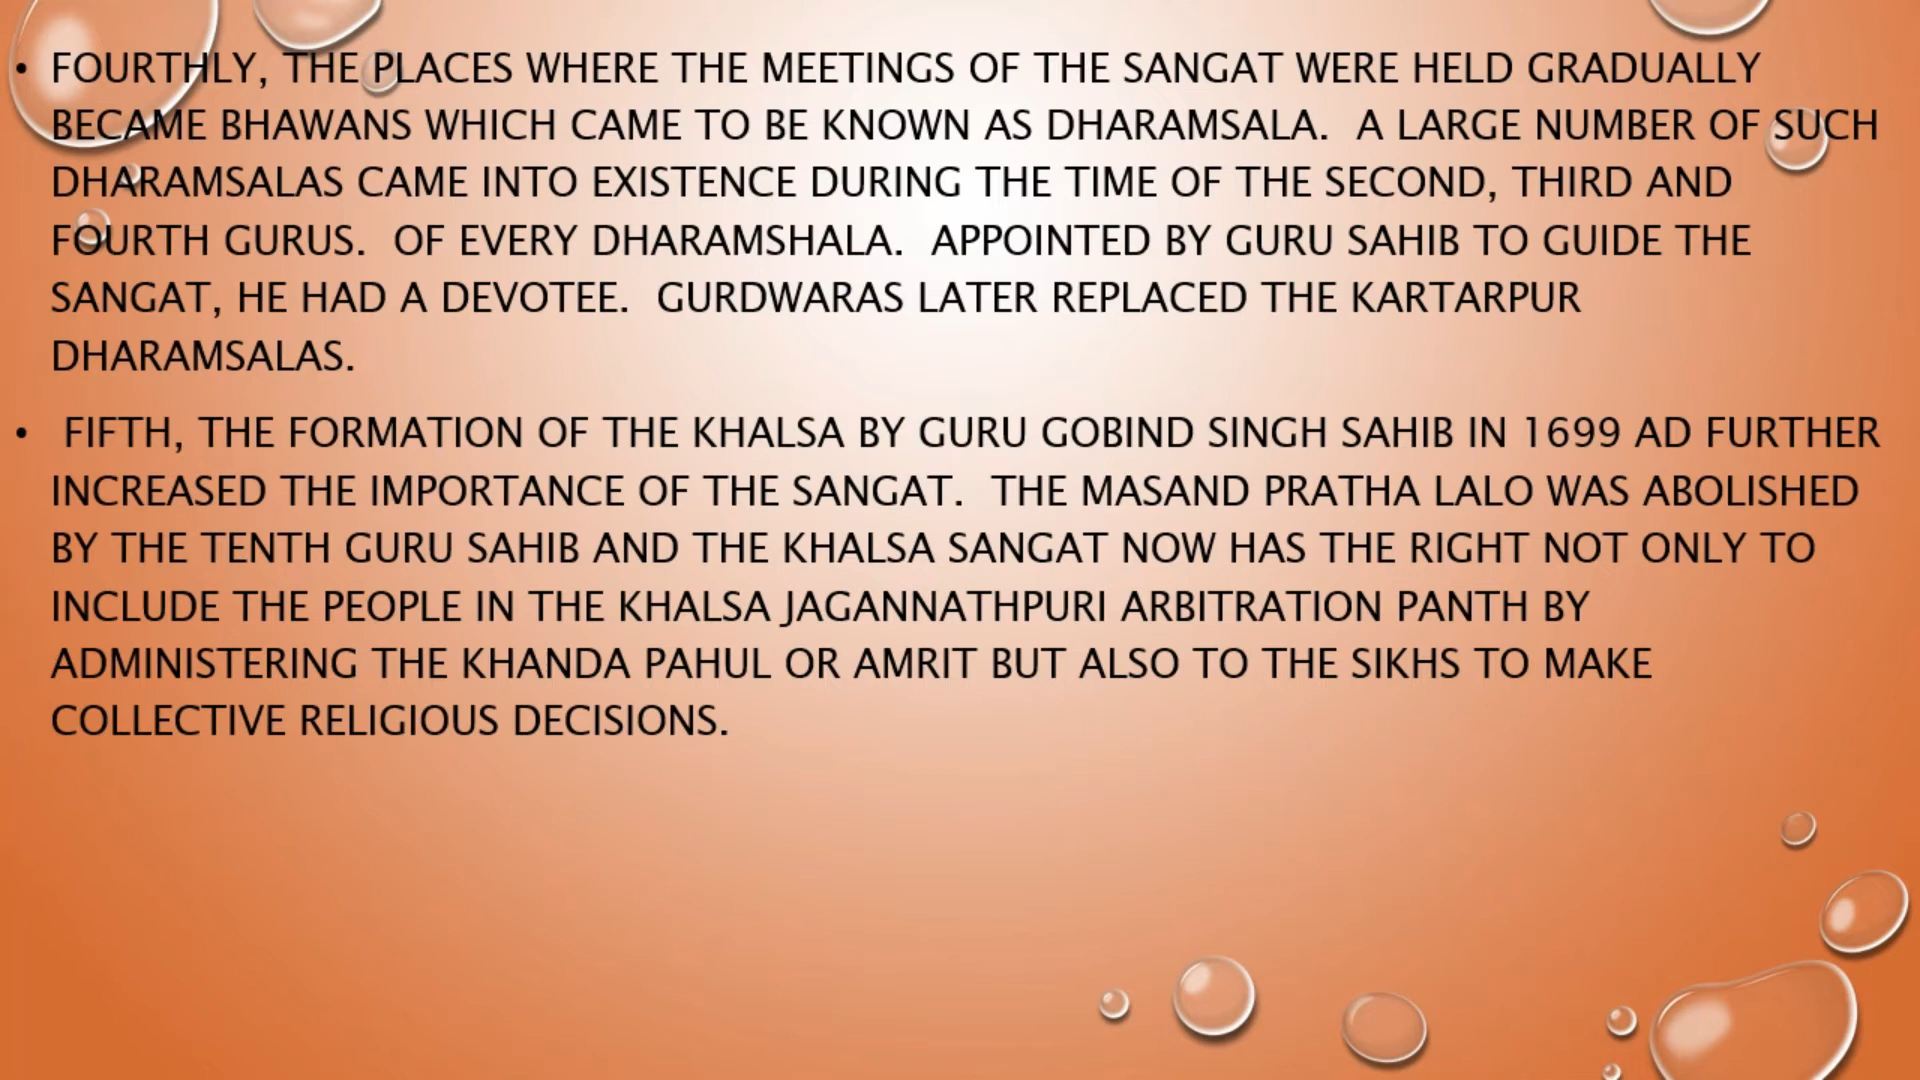 • FOURTHLY, THE PLACES WHERE THE MEETINGS OF THE SANGAT WERE HELD GRADUALLY
BECAME BHAWANS WHICH CAME TO BE KNOWN AS DHARAMSALA. A LARGE NUMBER OF SUCH
DHARAMSALAS CAME INTO EXISTENCE DURING THE TIME OF THE SECOND, THIRD AND
FOURTH GURUS. OF EVERY DHARAMSHALA. APPOINTED BY GURU SAHIB TO GUIDE THE
SANGAT, HE HAD A DEVOTEE. GURDWARAS LATER REPLACED THE KARTARPUR
DHARAMSALAS.
• FIFTH, THE FORMATION OF THE KHALSA BY GURU GOBIND SINGH SAHIB IN 1699 AD FURTHER
INCREASED THE IMPORTANCE OF THE SANGAT. THE MASAND PRATHA LALO WAS ABOLISHED
BY THE TENTH GURU SAHIB AND THE KHALSA SANGAT NOW HAS THE RIGHT NOT ONLY TO
INCLUDE THE PEOPLE IN THE KHALSA JAGANNATHPURI ARBITRATION PANTH BY
ADMINISTERING THE KHANDA PAHUL OR AMRIT BUT ALSO TO THE SIKHS TO MAKE
COLLECTIVE RELIGIOUS DECISIONS.